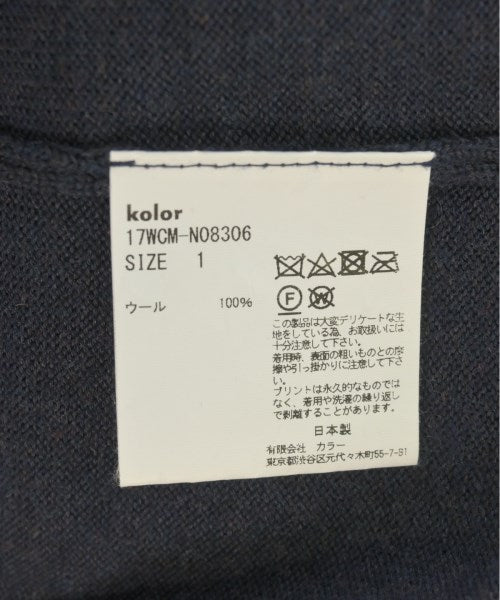 kolor
17WCM-N08306
SIZE 1
ウール 100%
F W
この製品は大変デリケートな生
地をしている為、お取扱いには
十分注意して下さい。
着用時、表面の粗いものとの摩
擦や引っ掛かりに注意して下さ
い。
プリントは永久的なものではな
なく、着用や洗濯の繰り返し
で剥離することがあります。
日本製
有限会社 カラー
東京都渋谷区元代々木町55-7-S1